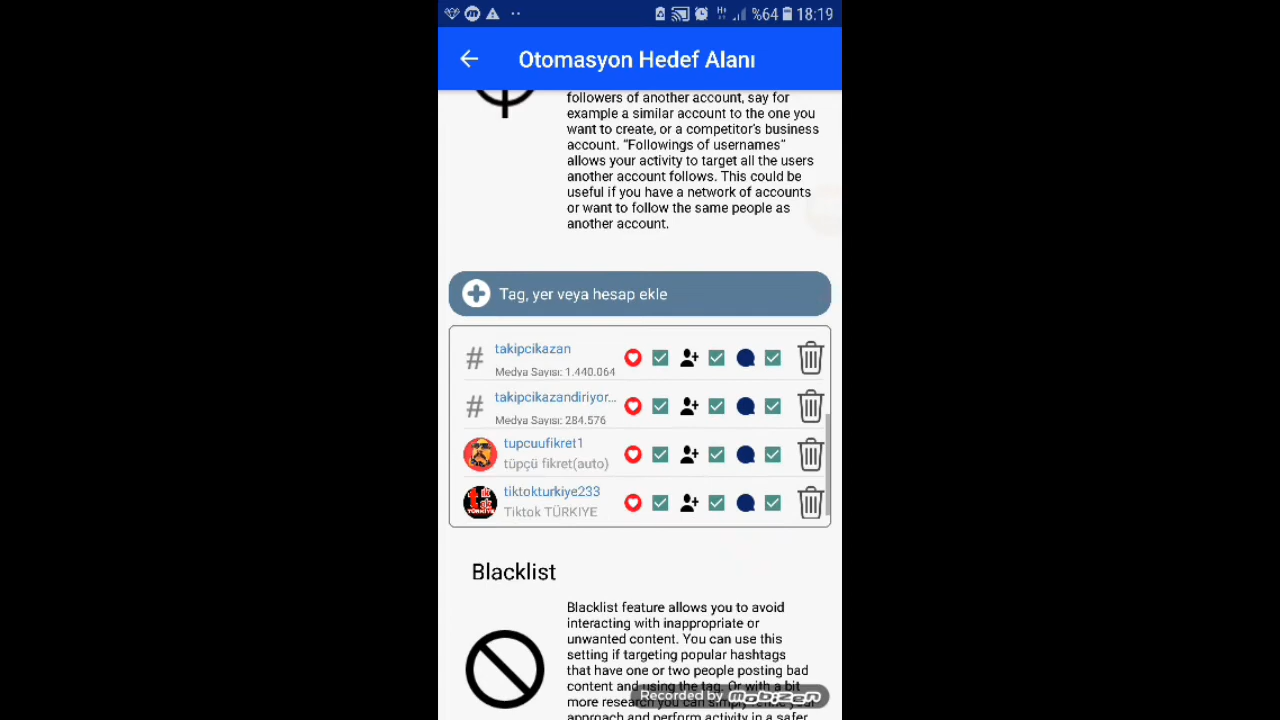 %64 18:19
Otomasyon Hedef Alanı
followers of another account, say for
example a similar account to the one you
want to create, or a competitor's business
account. "Followings of usernames"
allows your activity to target all the users
another account follows. This could be
useful if you have a network of accounts
or want to follow the same people as
another account.
Tag, yer veya hesap ekle
# takipcikazan
Medya Sayısı: 1.440.064
# takipcikazandiriyor...
Medya Sayısı: 284.576
tupcuufikret1
tüpçü fikret(auto)
tiktokturkiye233
Tiktok TÜRKIYE
Blacklist
Blacklist feature allows you to avoid
interacting with inappropriate or
unwanted content. You can use this
setting if targeting popular hashtags
that have one or two people posting bad
content and using the tag. Or with a bit
more research you can simply
approach and perform activity in a safer
Recorded by mobizen